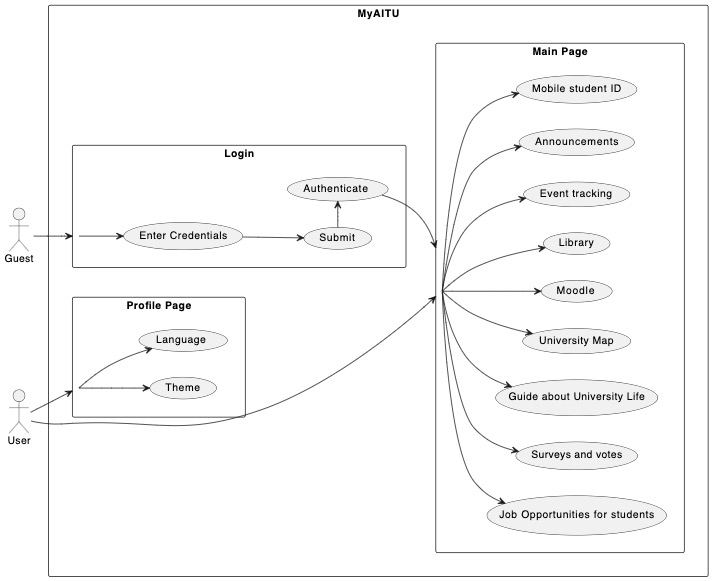 MyAITU
Main Page
Mobile student ID
Announcements
Event tracking
Library
Moodle
University Map
Guide about University Life
Surveys and votes
Job Opportunities for students
Login
Authenticate
Enter Credentials
Submit
Guest
Profile Page
Language
Theme
User